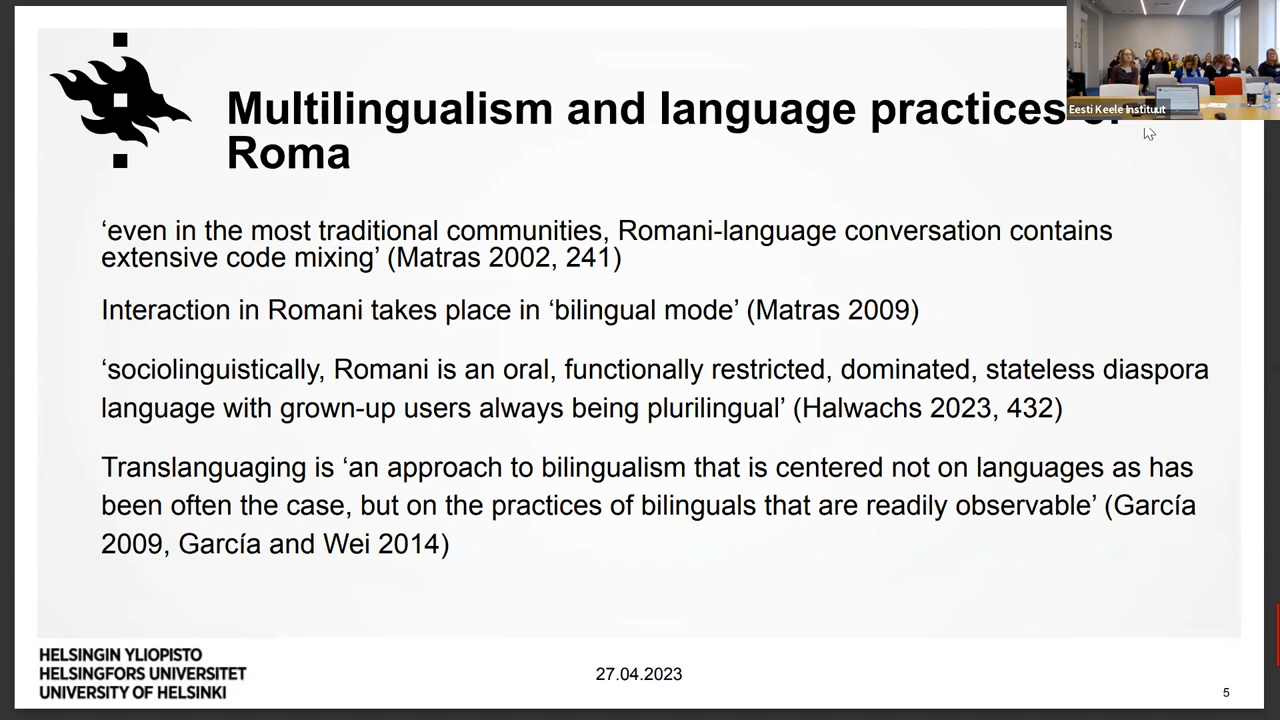 Multilingualism and language practices
Roma
Eesti Keele Instituut
‘even in the most traditional communities, Romani-language conversation contains
extensive code mixing’ (Matras 2002, 241)
Interaction in Romani takes place in ‘bilingual mode’ (Matras 2009)
‘sociolinguistically, Romani is an oral, functionally restricted, dominated, stateless diaspora
language with grown-up users always being plurilingual’ (Halwachs 2023, 432)
Translanguaging is ‘an approach to bilingualism that is centered not on languages as has
been often the case, but on the practices of bilinguals that are readily observable’ (García
2009, García and Wei 2014)
HELSINGIN YLIOPISTO
HELSINGFORS UNIVERSITET
UNIVERSITY OF HELSINKI
27.04.2023
5